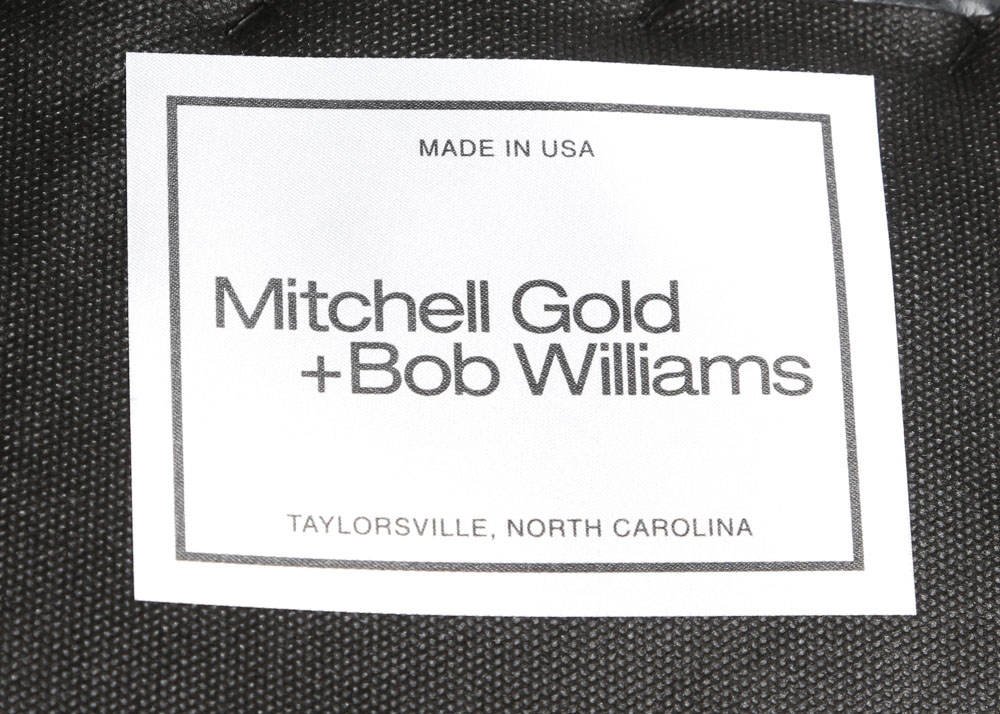 MADE IN USA
Mitchell Gold
+Bob Williams
TAYLORSVILLE, NORTH CAROLINA